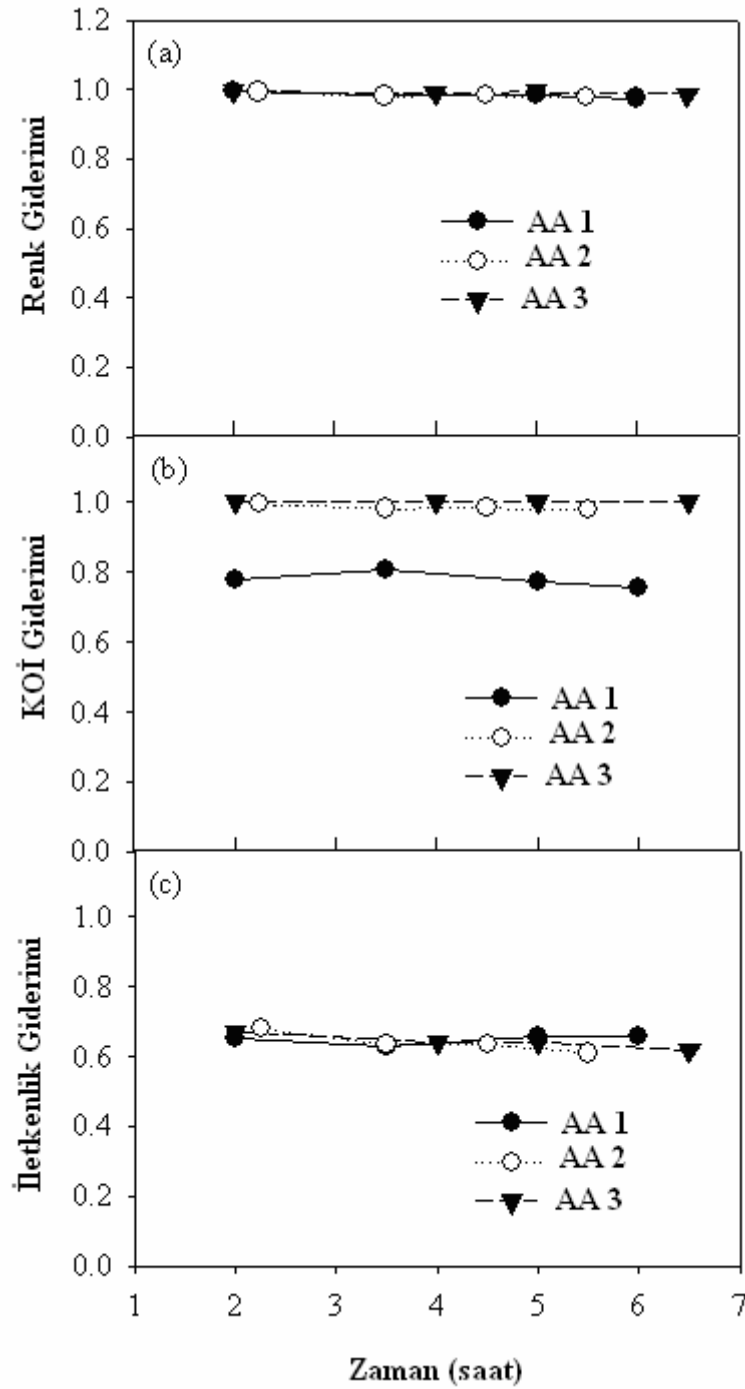 1.2
(a)
1.0
0.8
0.6
0.4
0.2
0.0
Renk Giderimi
AA 1
AA 2
AA 3
(b)
1.0
0.8
0.6
0.4
0.2
0.0
KOİ Giderimi
AA 1
AA 2
AA 3
(c)
1.0
0.8
0.6
0.4
0.2
0.0
İletkenlik Giderimi
AA 1
AA 2
AA 3
1 2 3 4 5 6 7
Zaman (saat)